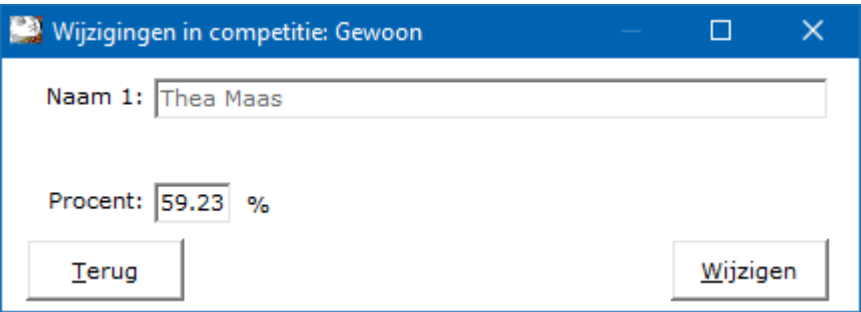 Wijzigingen in competitie: Gewoon
Naam 1: Thea Maas
Procent: 59.23 %
Terug Wijzigen